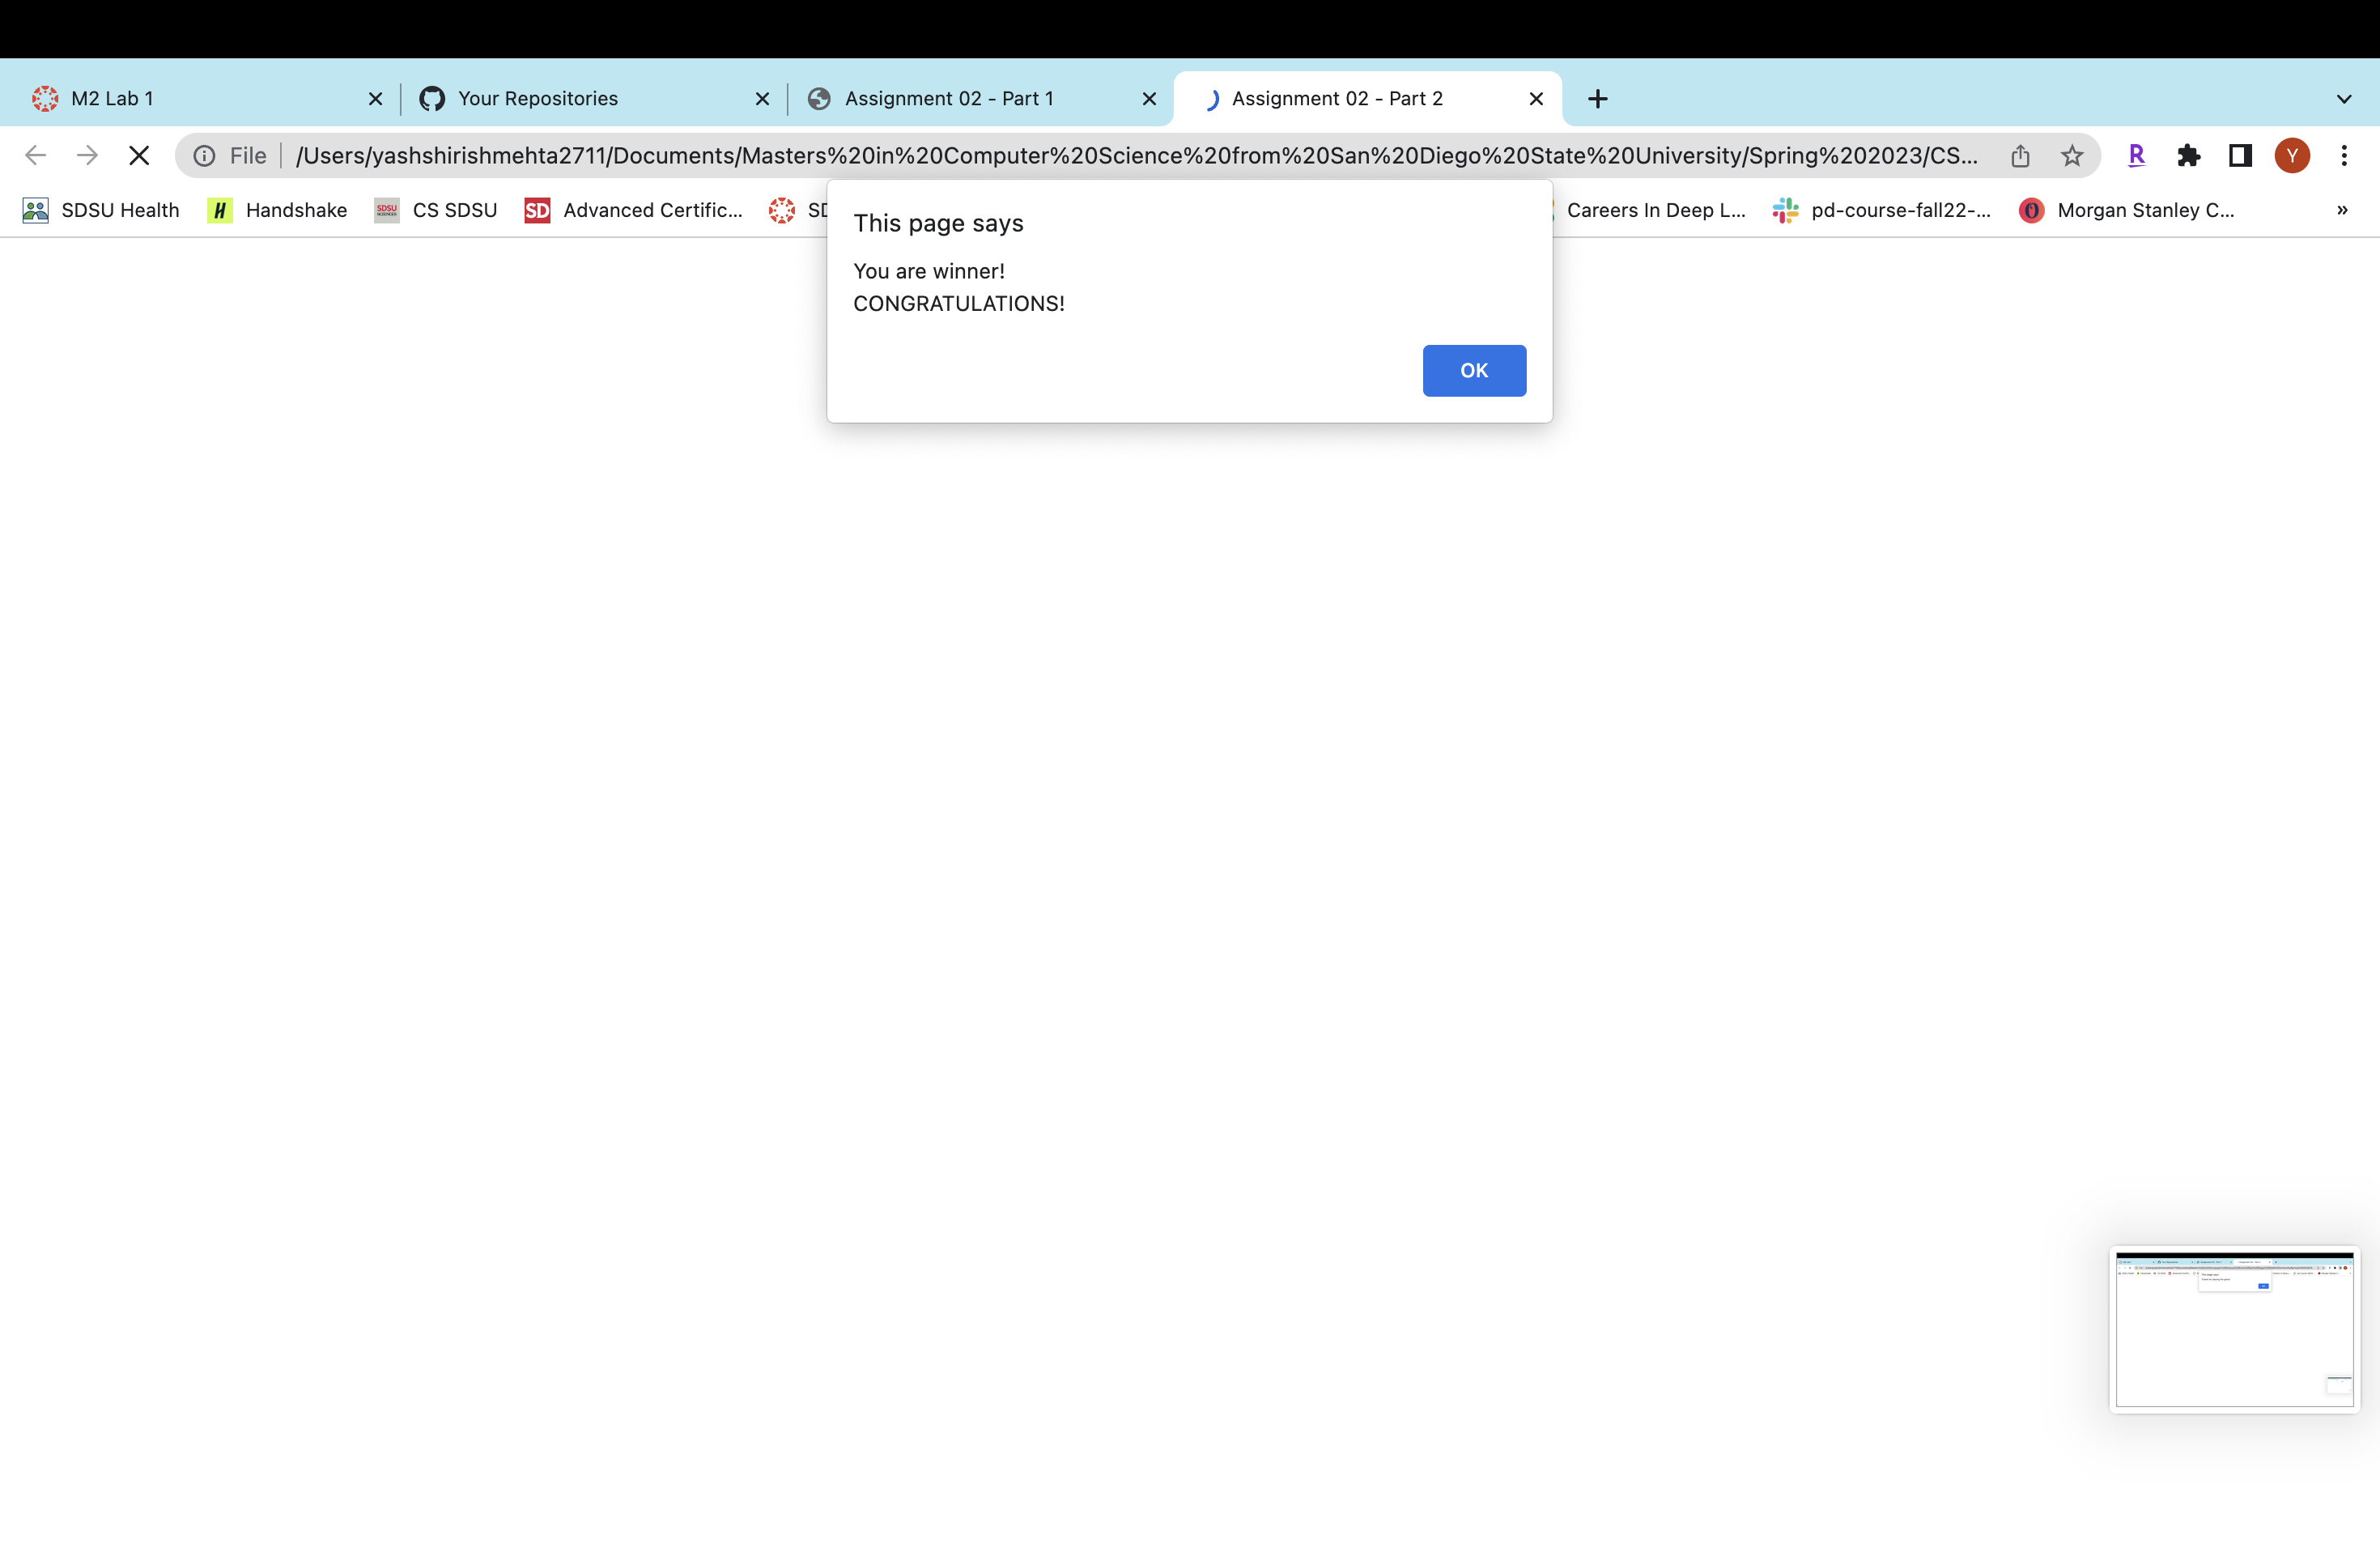 M2 Lab 1
Your Repositories
Assignment 02 - Part 1
Assignment 02 - Part 2
File
/Users/yashshirishmehta2711/Documents/Masters%20in%20Computer%20Science%20from%20San%20Diego%20State%20University/Spring%202023/CS...
R
Y
SDSU Health
H Handshake
SDSU CS SDSU
SD Advanced Certific...
Careers In Deep L...
pd-course-fall22-...
Morgan Stanley C...
»
This page says
You are winner!
CONGRATULATIONS!
OK